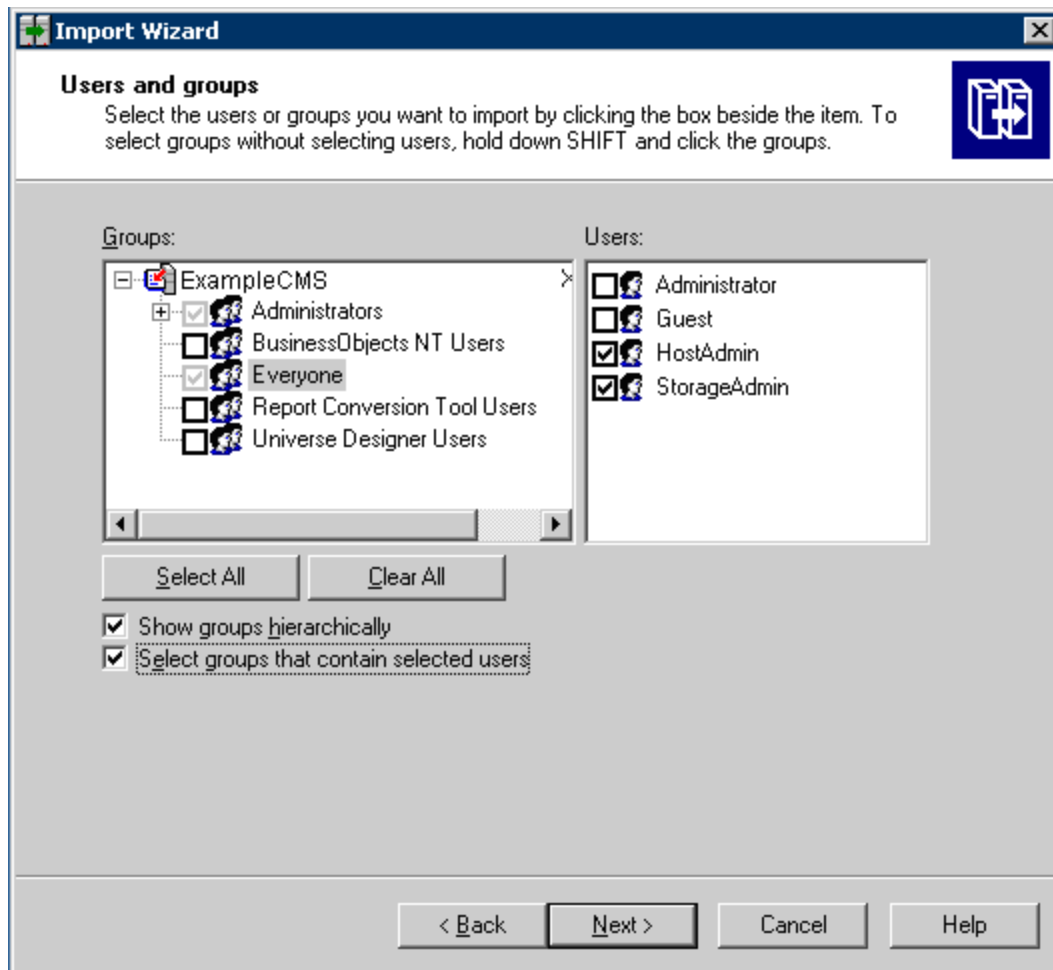 Import Wizard
Users and groups
Select the users or groups you want to import by clicking the box beside the item. To
select groups without selecting users, hold down SHIFT and click the groups.
Groups:
ExampleCMS
Administrators
BusinessObjects NT Users
Everyone
Report Conversion Tool Users
Universe Designer Users
Users:
Administrator
Guest
HostAdmin
StorageAdmin
Select All
Clear All
Show groups hierarchically
Select groups that contain selected users
< Back
Next >
Cancel
Help